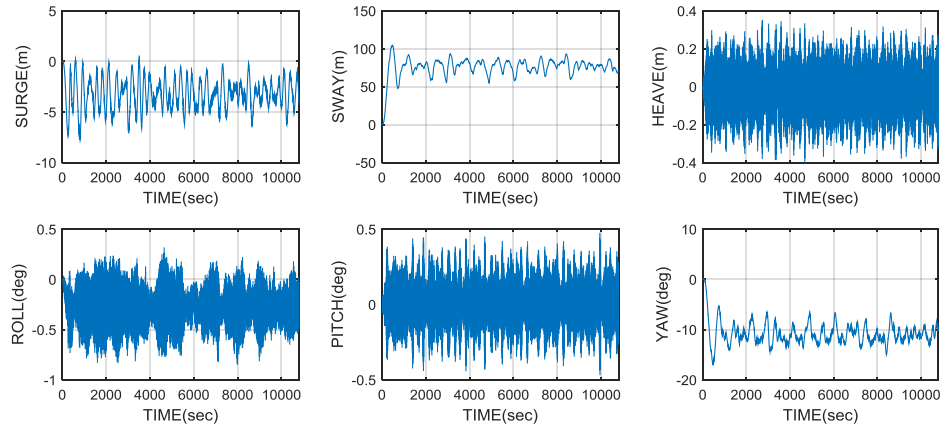 SURGE(m)
5
0
-5
-10
0 2000 4000 6000 8000 10000
TIME(sec)
SWAY(m)
150
100
50
0
-50
0 2000 4000 6000 8000 10000
TIME(sec)
HEAVE(m)
0.4
0.2
0
-0.2
-0.4
0 2000 4000 6000 8000 10000
TIME(sec)
ROLL(deg)
0.5
0
-0.5
-1
0 2000 4000 6000 8000 10000
TIME(sec)
PITCH(deg)
0.5
0
-0.5
0 2000 4000 6000 8000 10000
TIME(sec)
YAW(deg)
10
0
-10
-20
0 2000 4000 6000 8000 10000
TIME(sec)